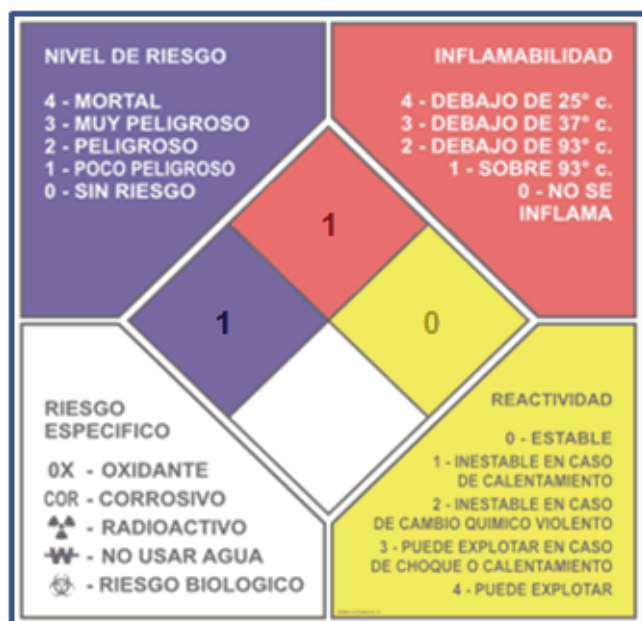 NIVEL DE RIESGO
4 - MORTAL
3 - MUY PELIGROSO
2 - PELIGROSO
1 - POCO PELIGROSO
0 - SIN RIESGO
INFLAMABILIDAD
4 - DEBAJO DE 25° c.
3 - DEBAJO DE 37° c.
2 - DEBAJO DE 93° c.
1 - SOBRE 93° c.
0 - NO SE
INFLAMA
1
1
0
RIESGO
ESPECIFICO
0X - OXIDANTE
COR - CORROSIVO
- RADIOACTIVO
W - NO USAR AGUA
- RIESGO BIOLOGICO
REACTIVIDAD
0 - ESTABLE
1 - INESTABLE EN CASO
DE CALENTAMIENTO
2 - INESTABLE EN CASO
DE CAMBIO QUIMICO VIOLENTO
3 - PUEDE EXPLOTAR EN CASO
DE CHOQUE O CALENTAMIENTO
4 - PUEDE EXPLOTAR